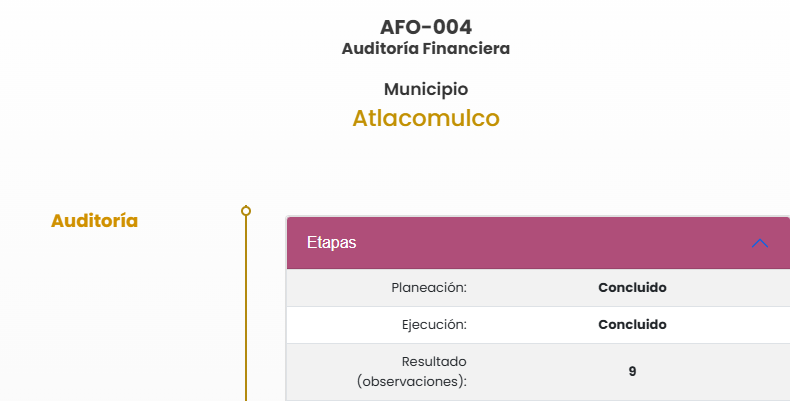 AFO-004
Auditoría Financiera
Municipio
Atlacomulco
Auditoría
Etapas
Planeación: Concluido
Ejecución: Concluido
Resultado
(observaciones): 9